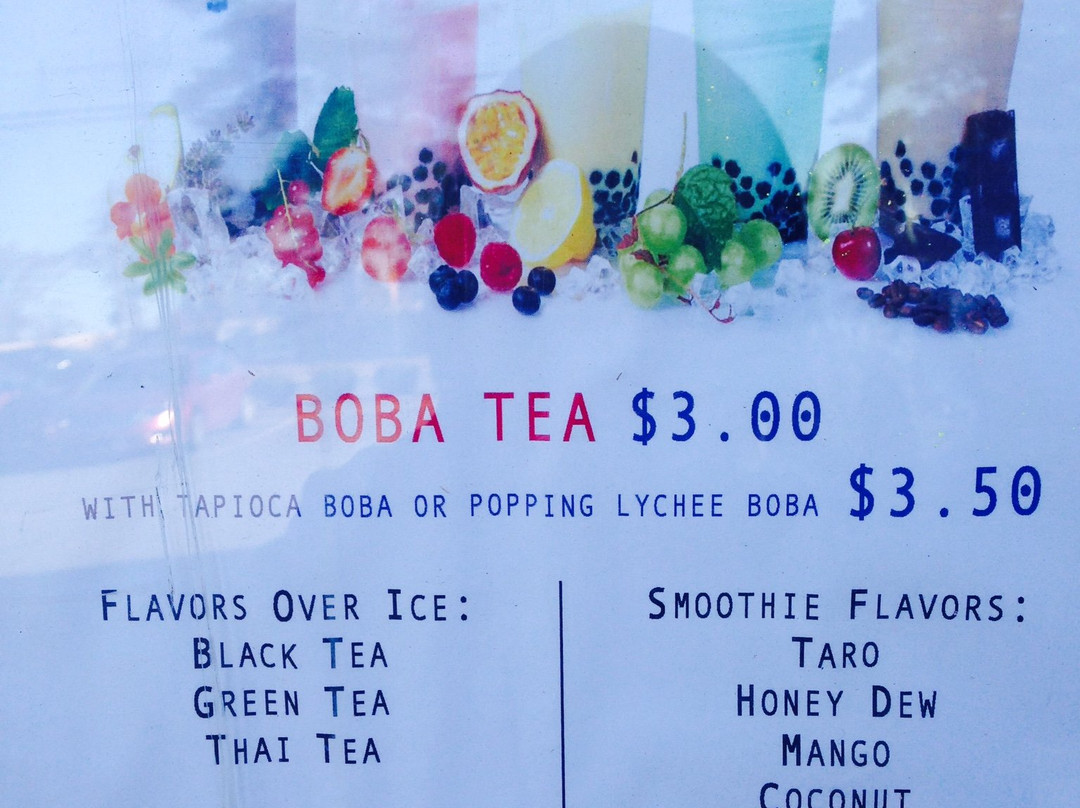 BOBA TEA $3.00
WITH TAPIOCA BOBA OR POPPING LYCHEE BOBA $3.50
FLAVORS OVER ICE:
BLACK TEA
GREEN TEA
THAI TEA
SMOOTHIE FLAVORS:
TARO
HONEY DEW
MANGO
COCONUT